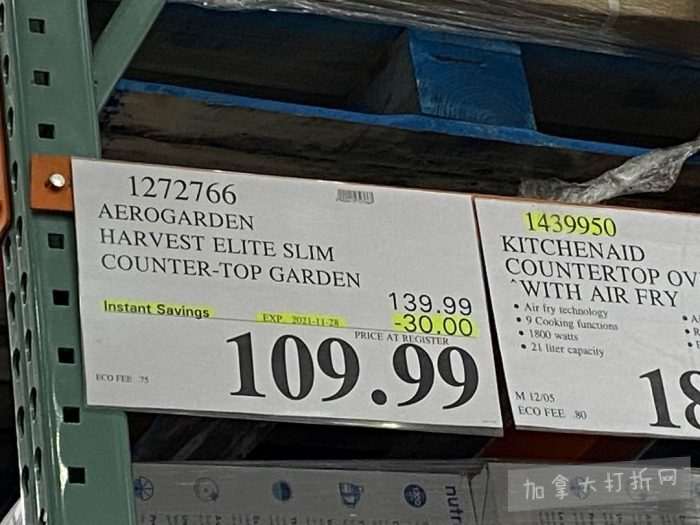 1272766
AEROGARDEN
HARVEST ELITE SLIM
COUNTER-TOP GARDEN
139.99
Instant Savings EXP. 2021-11-28 -30.00
PRICE AT REGISTER
109.99
ECO FEE .75
1439950
KITCHENAID
COUNTERTOP OV
^WITH AIR FRY
• Air fry technology
• 9 Cooking functions
• 1800 watts
• 21 liter capacity
M 12/05
ECO FEE .80
18
nutr
加拿大打折网